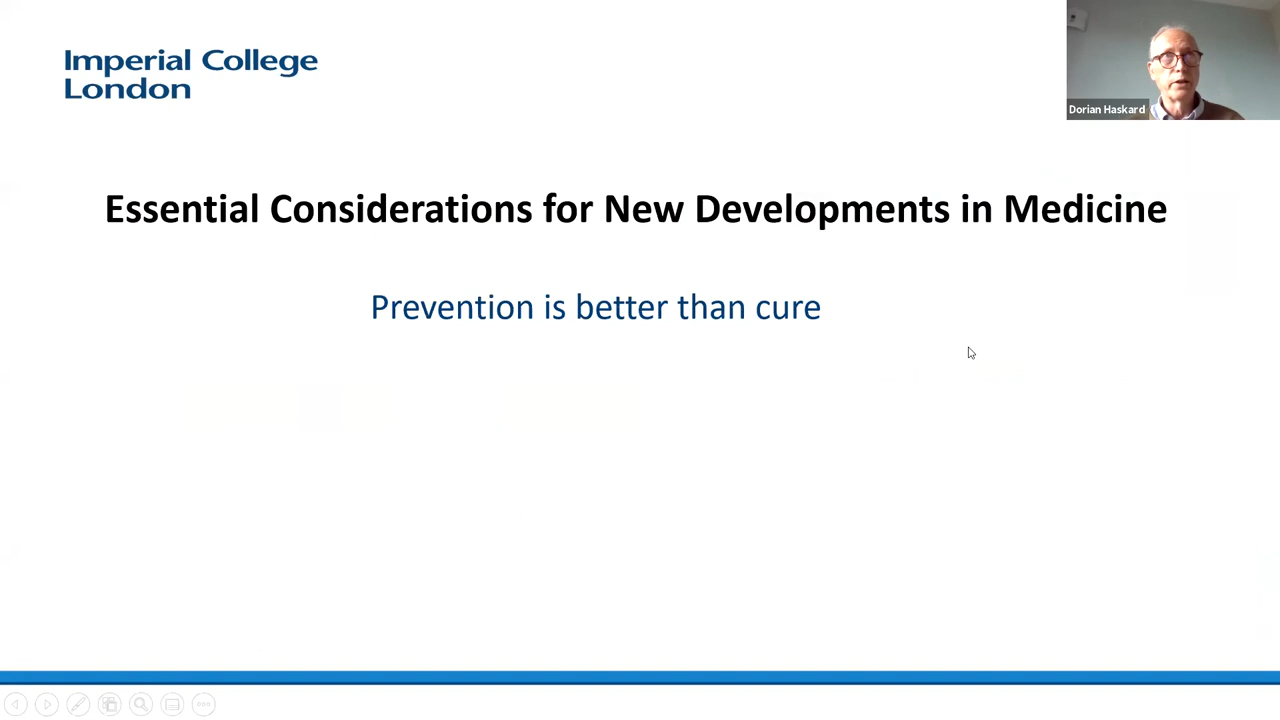 Imperial College
London
Dorian Haskard
Essential Considerations for New Developments in Medicine
Prevention is better than cure